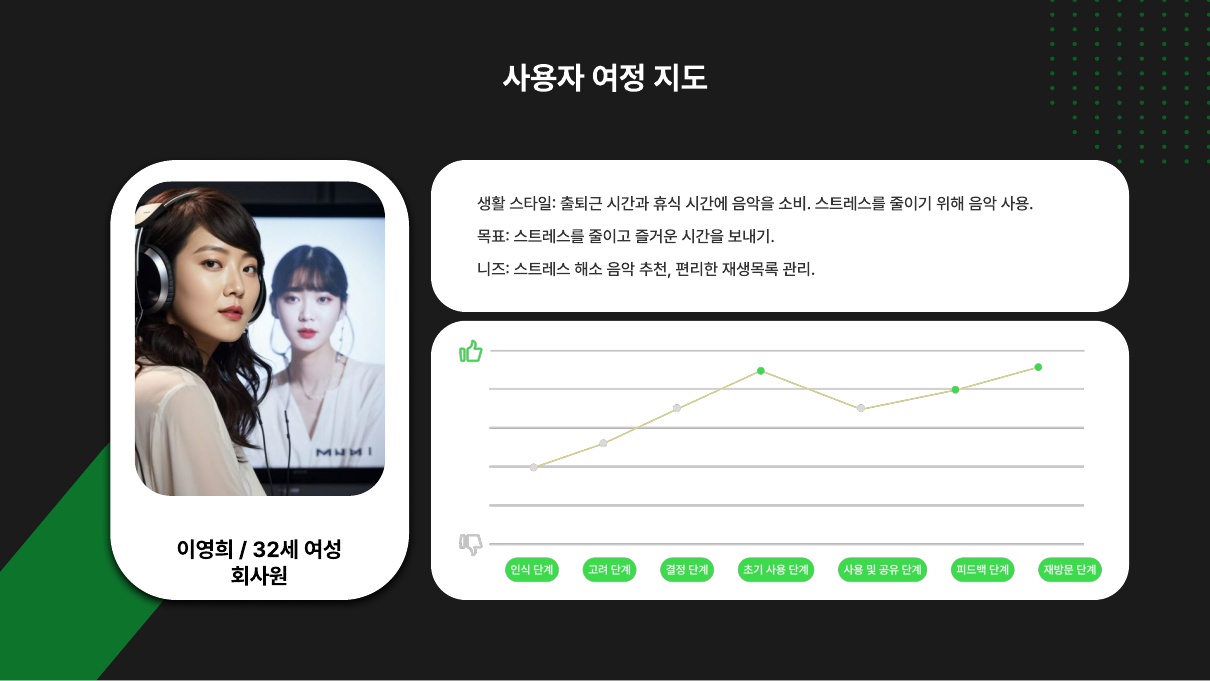 사용자 여정 지도
생활 스타일: 출퇴근 시간과 휴식 시간에 음악을 소비. 스트레스를 줄이기 위해 음악 사용.
목표: 스트레스를 줄이고 즐거운 시간을 보내기.
니즈: 스트레스 해소 음악 추천, 편리한 재생목록 관리.
이영희 / 32세 여성
회사원
인식 단계
고려 단계
결정 단계
초기 사용 단계
사용 및 공유 단계
피드백 단계
재방문 단계